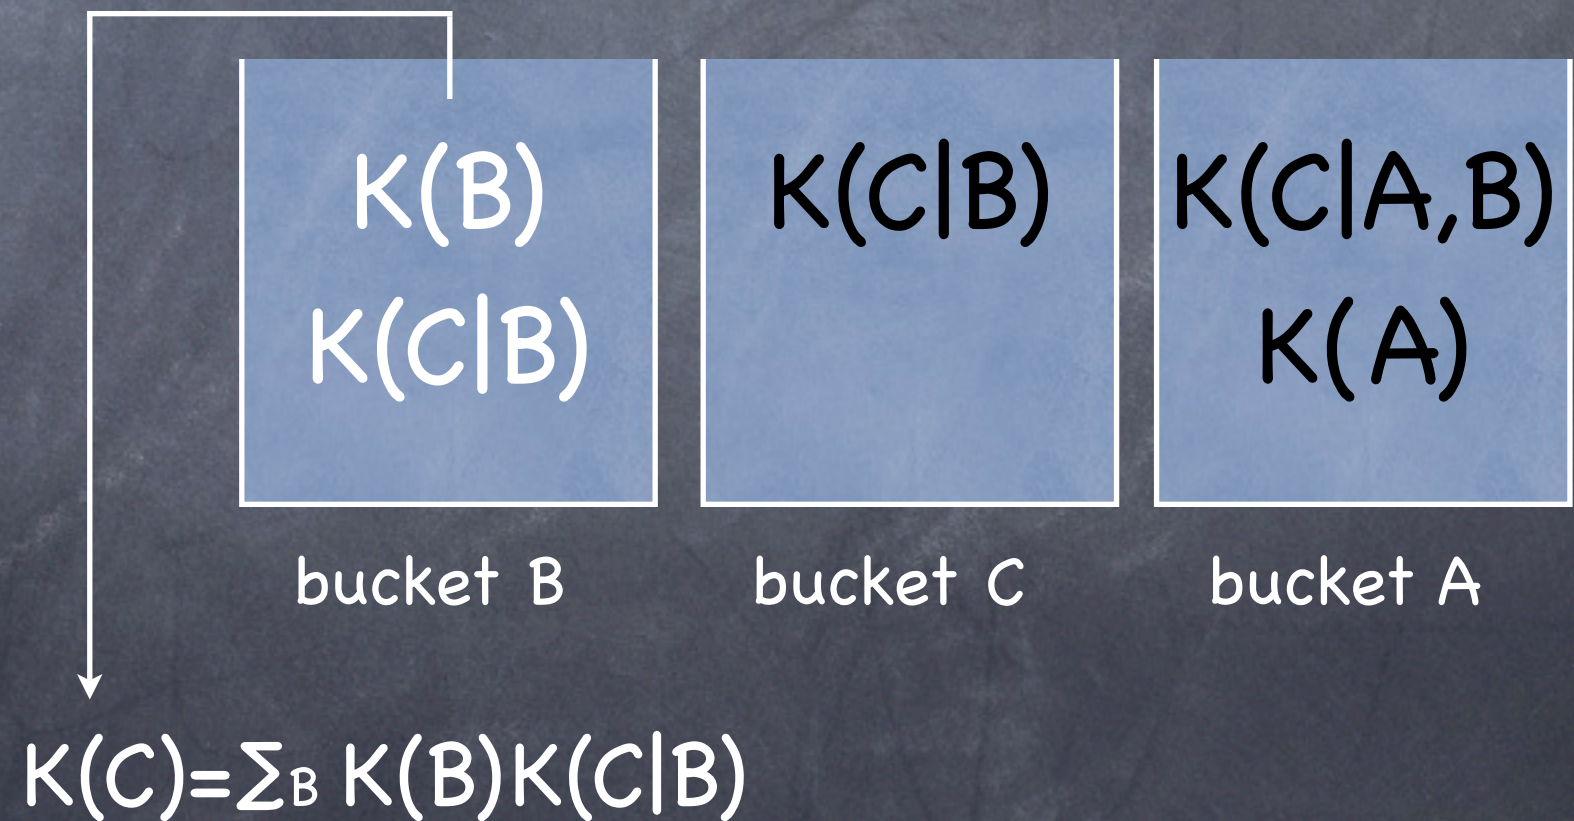 K(B)
K(C|B)
bucket B
K(C|B)
bucket C
K(C|A,B)
K(A)
bucket A
K(C)=∑B K(B)K(C|B)